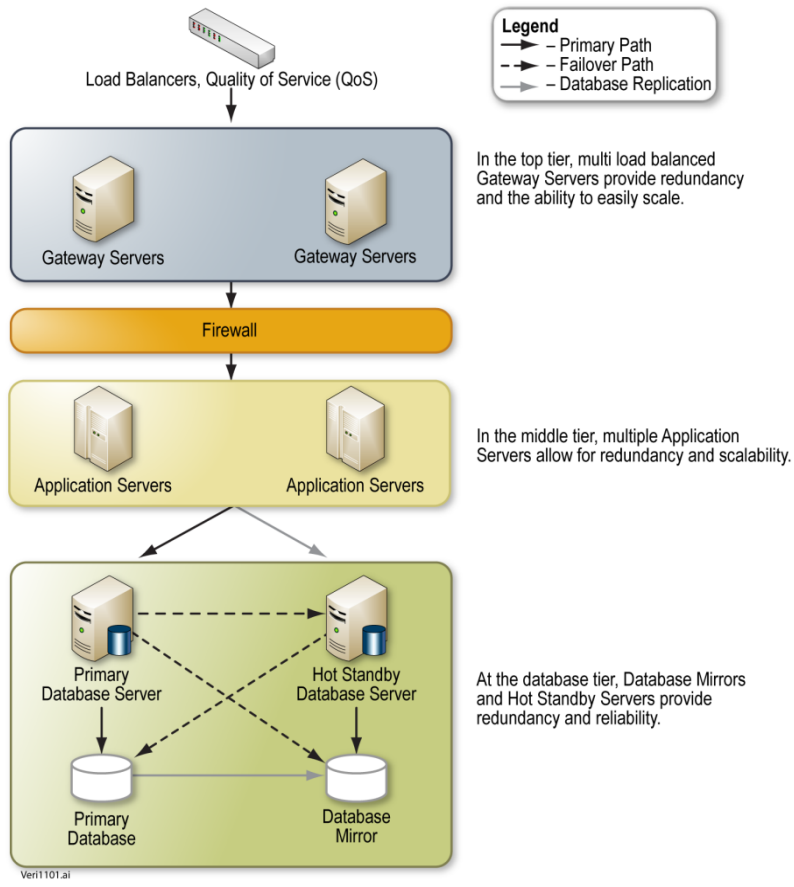 Legend
– Primary Path
– Failover Path
– Database Replication
Load Balancers, Quality of Service (QoS)
In the top tier, multi load balanced
Gateway Servers provide redundancy
and the ability to easily scale.
Gateway Servers
Gateway Servers
Firewall
In the middle tier, multiple Application
Servers allow for redundancy and scalability.
Application Servers
Application Servers
Primary
Database Server
Hot Standby
Database Server
At the database tier, Database Mirrors
and Hot Standby Servers provide
redundancy and reliability.
Primary
Database
Database
Mirror
Veri1101.ai